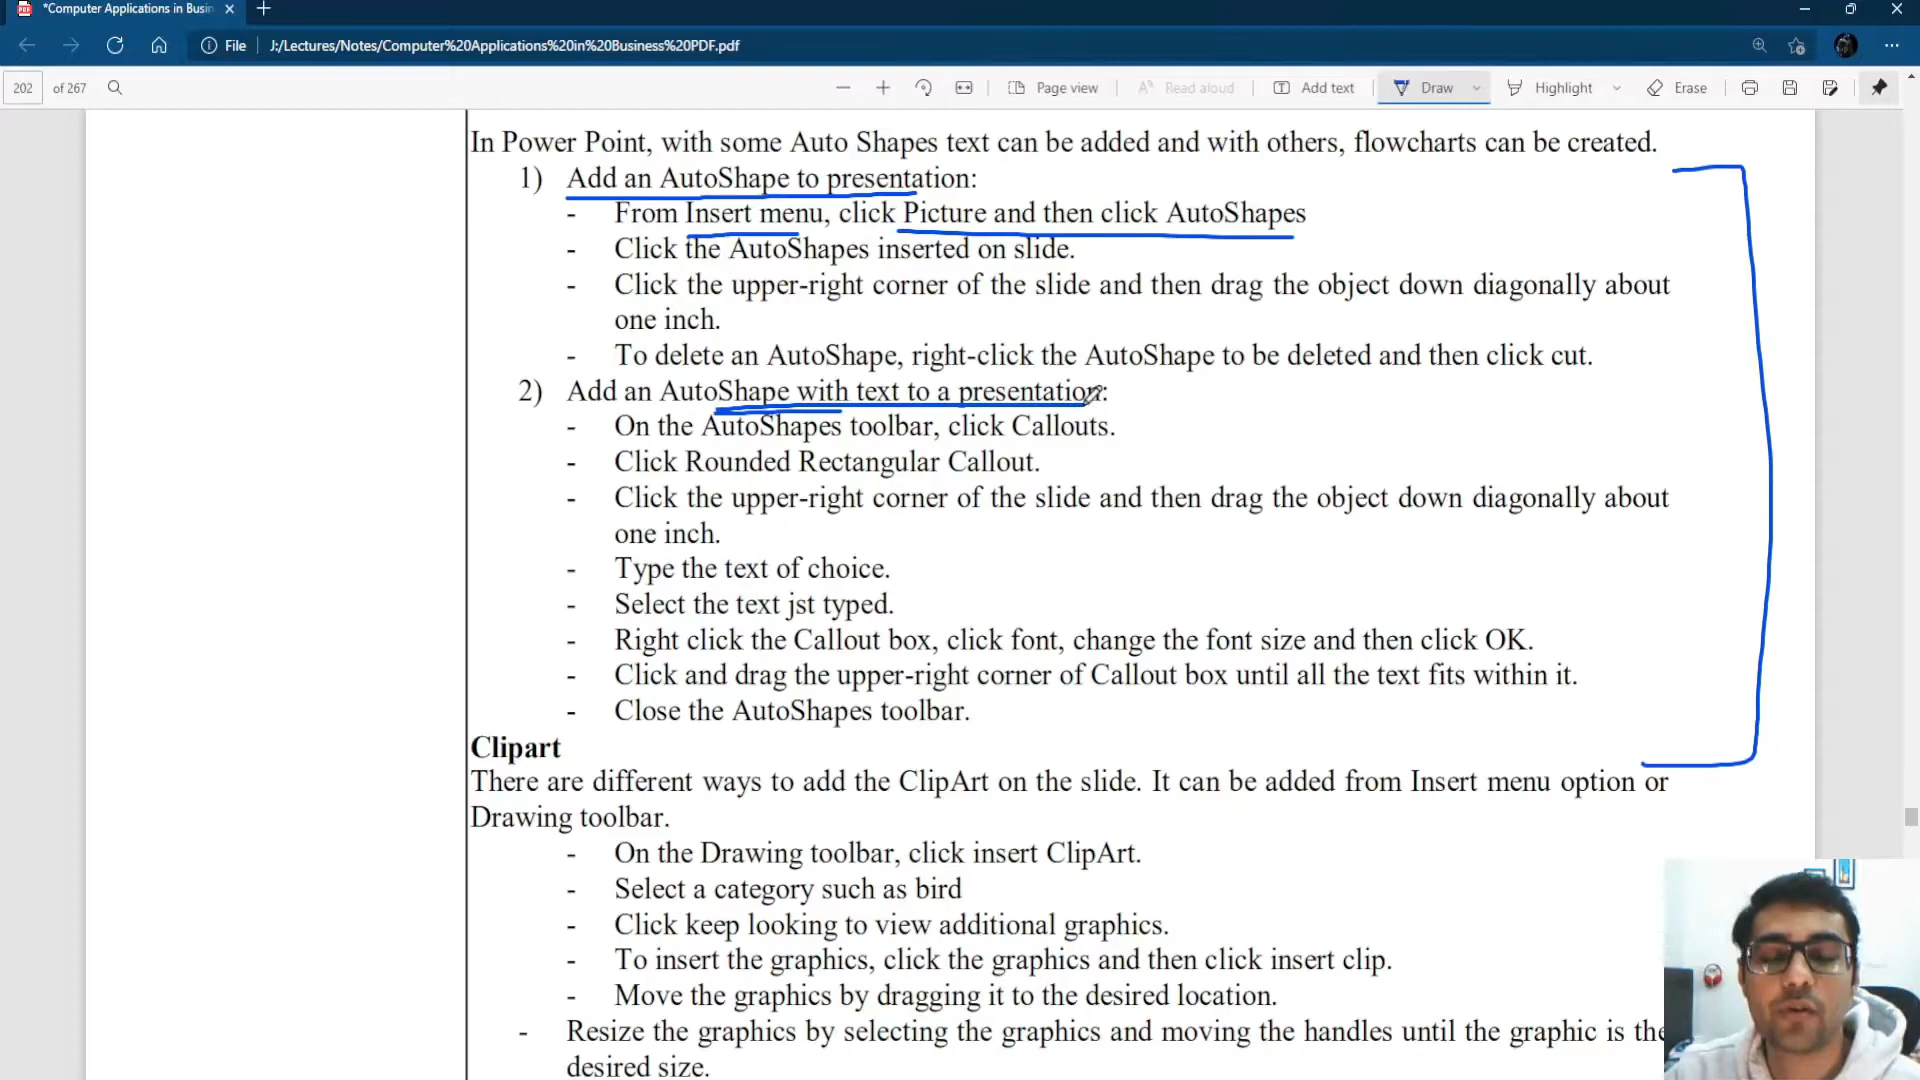 *Computer Applications in Busin
File J:/Lectures/Notes/Computer%20Applications%20in%20Business%20PDF.pdf
202 of 267 Page view Read aloud Add text Draw Highlight Erase
In Power Point, with some Auto Shapes text can be added and with others, flowcharts can be created.
1) Add an AutoShape to presentation:
- From Insert menu, click Picture and then click AutoShapes
- Click the AutoShapes inserted on slide.
- Click the upper-right corner of the slide and then drag the object down diagonally about
one inch.
- To delete an AutoShape, right-click the AutoShape to be deleted and then click cut.
2) Add an AutoShape with text to a presentation:
- On the AutoShapes toolbar, click Callouts.
- Click Rounded Rectangular Callout.
- Click the upper-right corner of the slide and then drag the object down diagonally about
one inch.
- Type the text of choice.
- Select the text jst typed.
- Right click the Callout box, click font, change the font size and then click OK.
- Click and drag the upper-right corner of Callout box until all the text fits within it.
- Close the AutoShapes toolbar.
Clipart
There are different ways to add the ClipArt on the slide. It can be added from Insert menu option or
Drawing toolbar.
- On the Drawing toolbar, click insert ClipArt.
- Select a category such as bird
- Click keep looking to view additional graphics.
- To insert the graphics, click the graphics and then click insert clip.
- Move the graphics by dragging it to the desired location.
- Resize the graphics by selecting the graphics and moving the handles until the graphic is the
desired size.